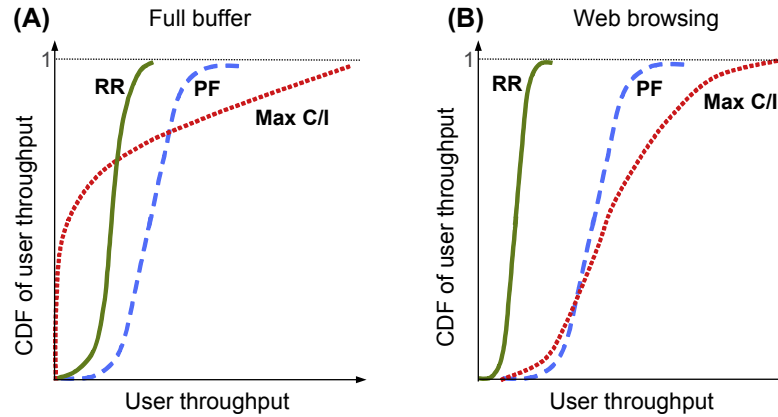 (A) Full buffer
1
RR
PF
Max C/I
CDF of user throughput
User throughput
(B) Web browsing
1
RR
PF
Max C/I
CDF of user throughput
User throughput